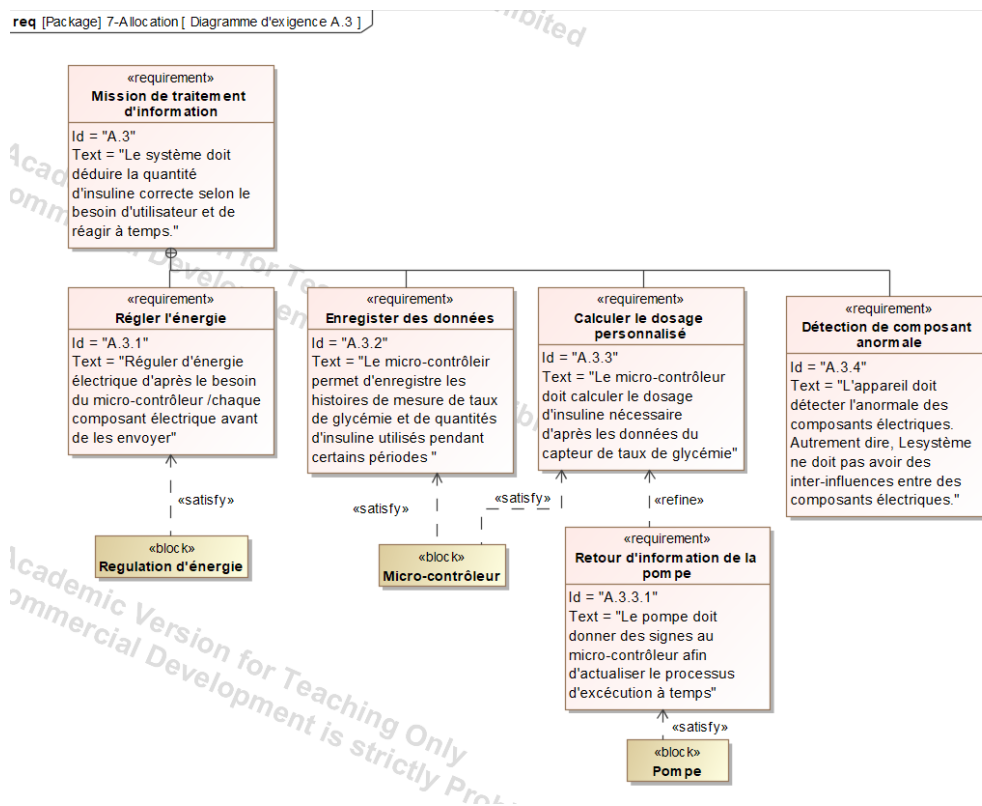 req [Package] 7-Allocation [ Diagramme d'exigence A.3 ]
«requirement»
Mission de traitement
d'information
Id = "A.3"
Text = "Le système doit
déduire la quantité
d'insuline correcte selon le
besoin d'utilisateur et de
réagir à temps."
«requirement»
Régler l'énergie
Id = "A.3.1"
Text = "Réguler d'énergie
électrique d'après le besoin
du micro-contrôleur /chaque
composant électrique avant
de les envoyer"
«requirement»
Enregister des données
Id = "A.3.2"
Text = "Le micro-contrôleir
permet d'enregistre les
histoires de mesure de taux
de glycémie et de quantités
d'insuline utilisés pendant
certains périodes "
«requirement»
Calculer le dosage
personnalisé
Id = "A.3.3"
Text = "Le micro-contrôleur
doit calculer le dosage
d'insuline nécessaire
d'après les données du
capteur de taux de glycémie"
«requirement»
Détection de composant
anormale
Id = "A.3.4"
Text = "L'appareil doit
détecter l'anormale des
composants électriques.
Autrement dire, Lesystème
ne doit pas avoir des
inter-influences entre des
composants électriques."
«satisfy»
«satisfy»
«satisfy»
«refine»
«block»
Regulation d'énergie
«block»
Micro-contrôleur
«requirement»
Retour d'information de la
pompe
Id = "A.3.3.1"
Text = "Le pompe doit
donner des signes au
micro-contrôleur afin
d'actualiser le processus
d'excécution à temps"
«satisfy»
«block»
Pompe
Academic Version for Teaching Only
Commercial Development is strictly Prohibited